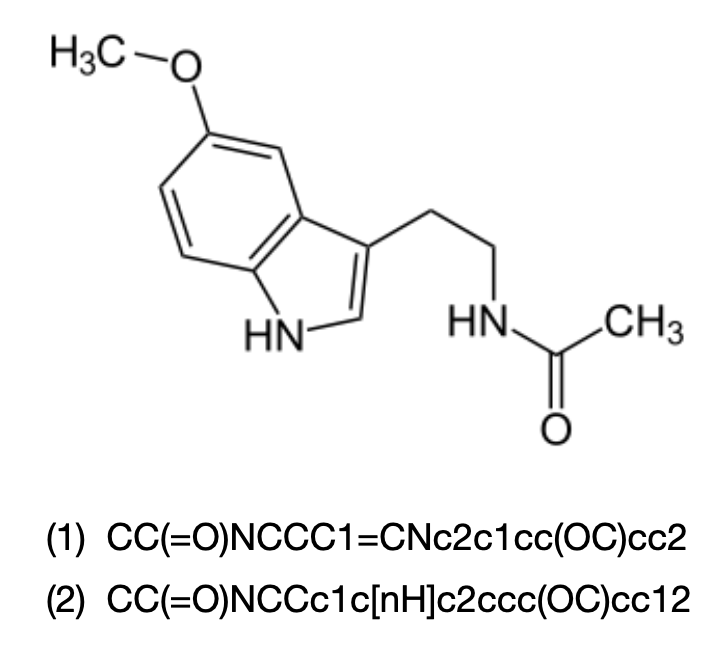 H₃C
O
HN
HN
CH₃
O
(1) CC(=O)NCCC1=CNc2c1cc(OC)cc2
(2) CC(=O)NCCc1c[nH]c2ccc(OC)cc12